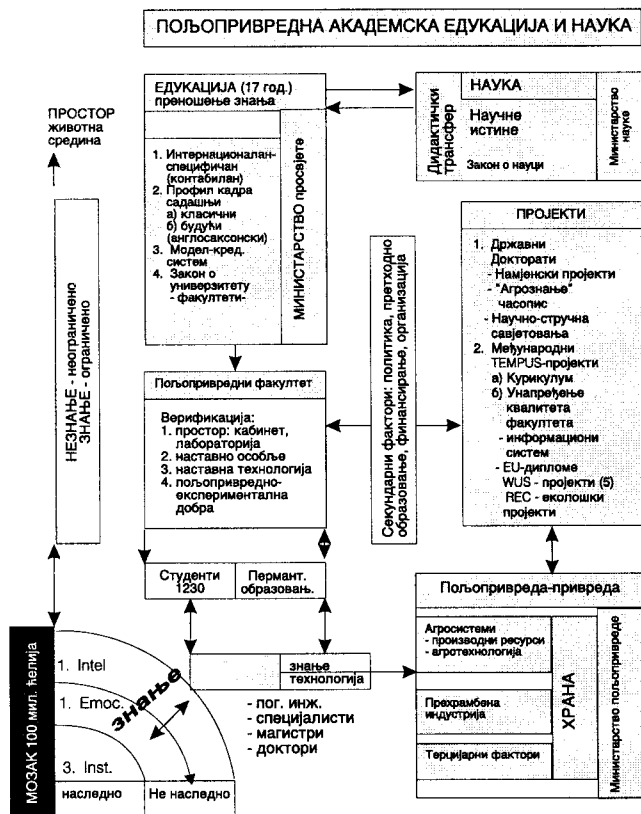 ПОЉОПРИВРЕДНА АКАДЕМСКА ЕДУКАЦИЈА И НАУКА
ЕДУКАЦИЈА (17 год.)
преношење знања
1. Интернационалан-
специфичан
(контабилан)
2. Профил кадра
садашњи
а) класични
б) будући
(англосаксонски)
3. Модел-кред.
систем
4. Закон о
универзитету
- факултети-
МИНИСТАРСТВО просвјете
Дидактички
трансфер
НАУКА
Научне
истине
Закон о науци
Министарство
науке
ПРОСТОР
животна
средина
НЕЗНАЊЕ - неограничено
ЗНАЊЕ - ограничено
Пољопривредни факултет
Верификација:
1. простор: кабинет,
лабораторија
2. наставно особље
3. наставна технологија
4. пољопривредно-
експериментална
добра
Секундарни фактори: политика, претходно
образовање, финансирање, организација
ПРОЈЕКТИ
1. Државни
Докторати
- Намјенски пројекти
- "Агрознање"
часопис
- Научно-стручна
савјетовања
2. Међународни
TEMPUS-пројекти
а) Курикулум
б) Унапређење
квалитета
факултета
- информациони
систем
- EU-дипломе
WUS - пројекти (5)
REC - еколошки
пројекти
Студенти
1230
Пермант.
образовањ.
знање
технологија
- пог. инж.
- специјалисти
- магистри
- доктори
Пољопривреда-привреда
Агросистеми
- производни ресурси
- агротехнологија
Прехрамбена
индустрија
Терцијарни фактори
ХРАНА
Министарство пољопривреде
МОЗАК 100 мил. ћелија
1. Intel
1. Emoc.
3. Inst.
знање
наследно
Не наследно